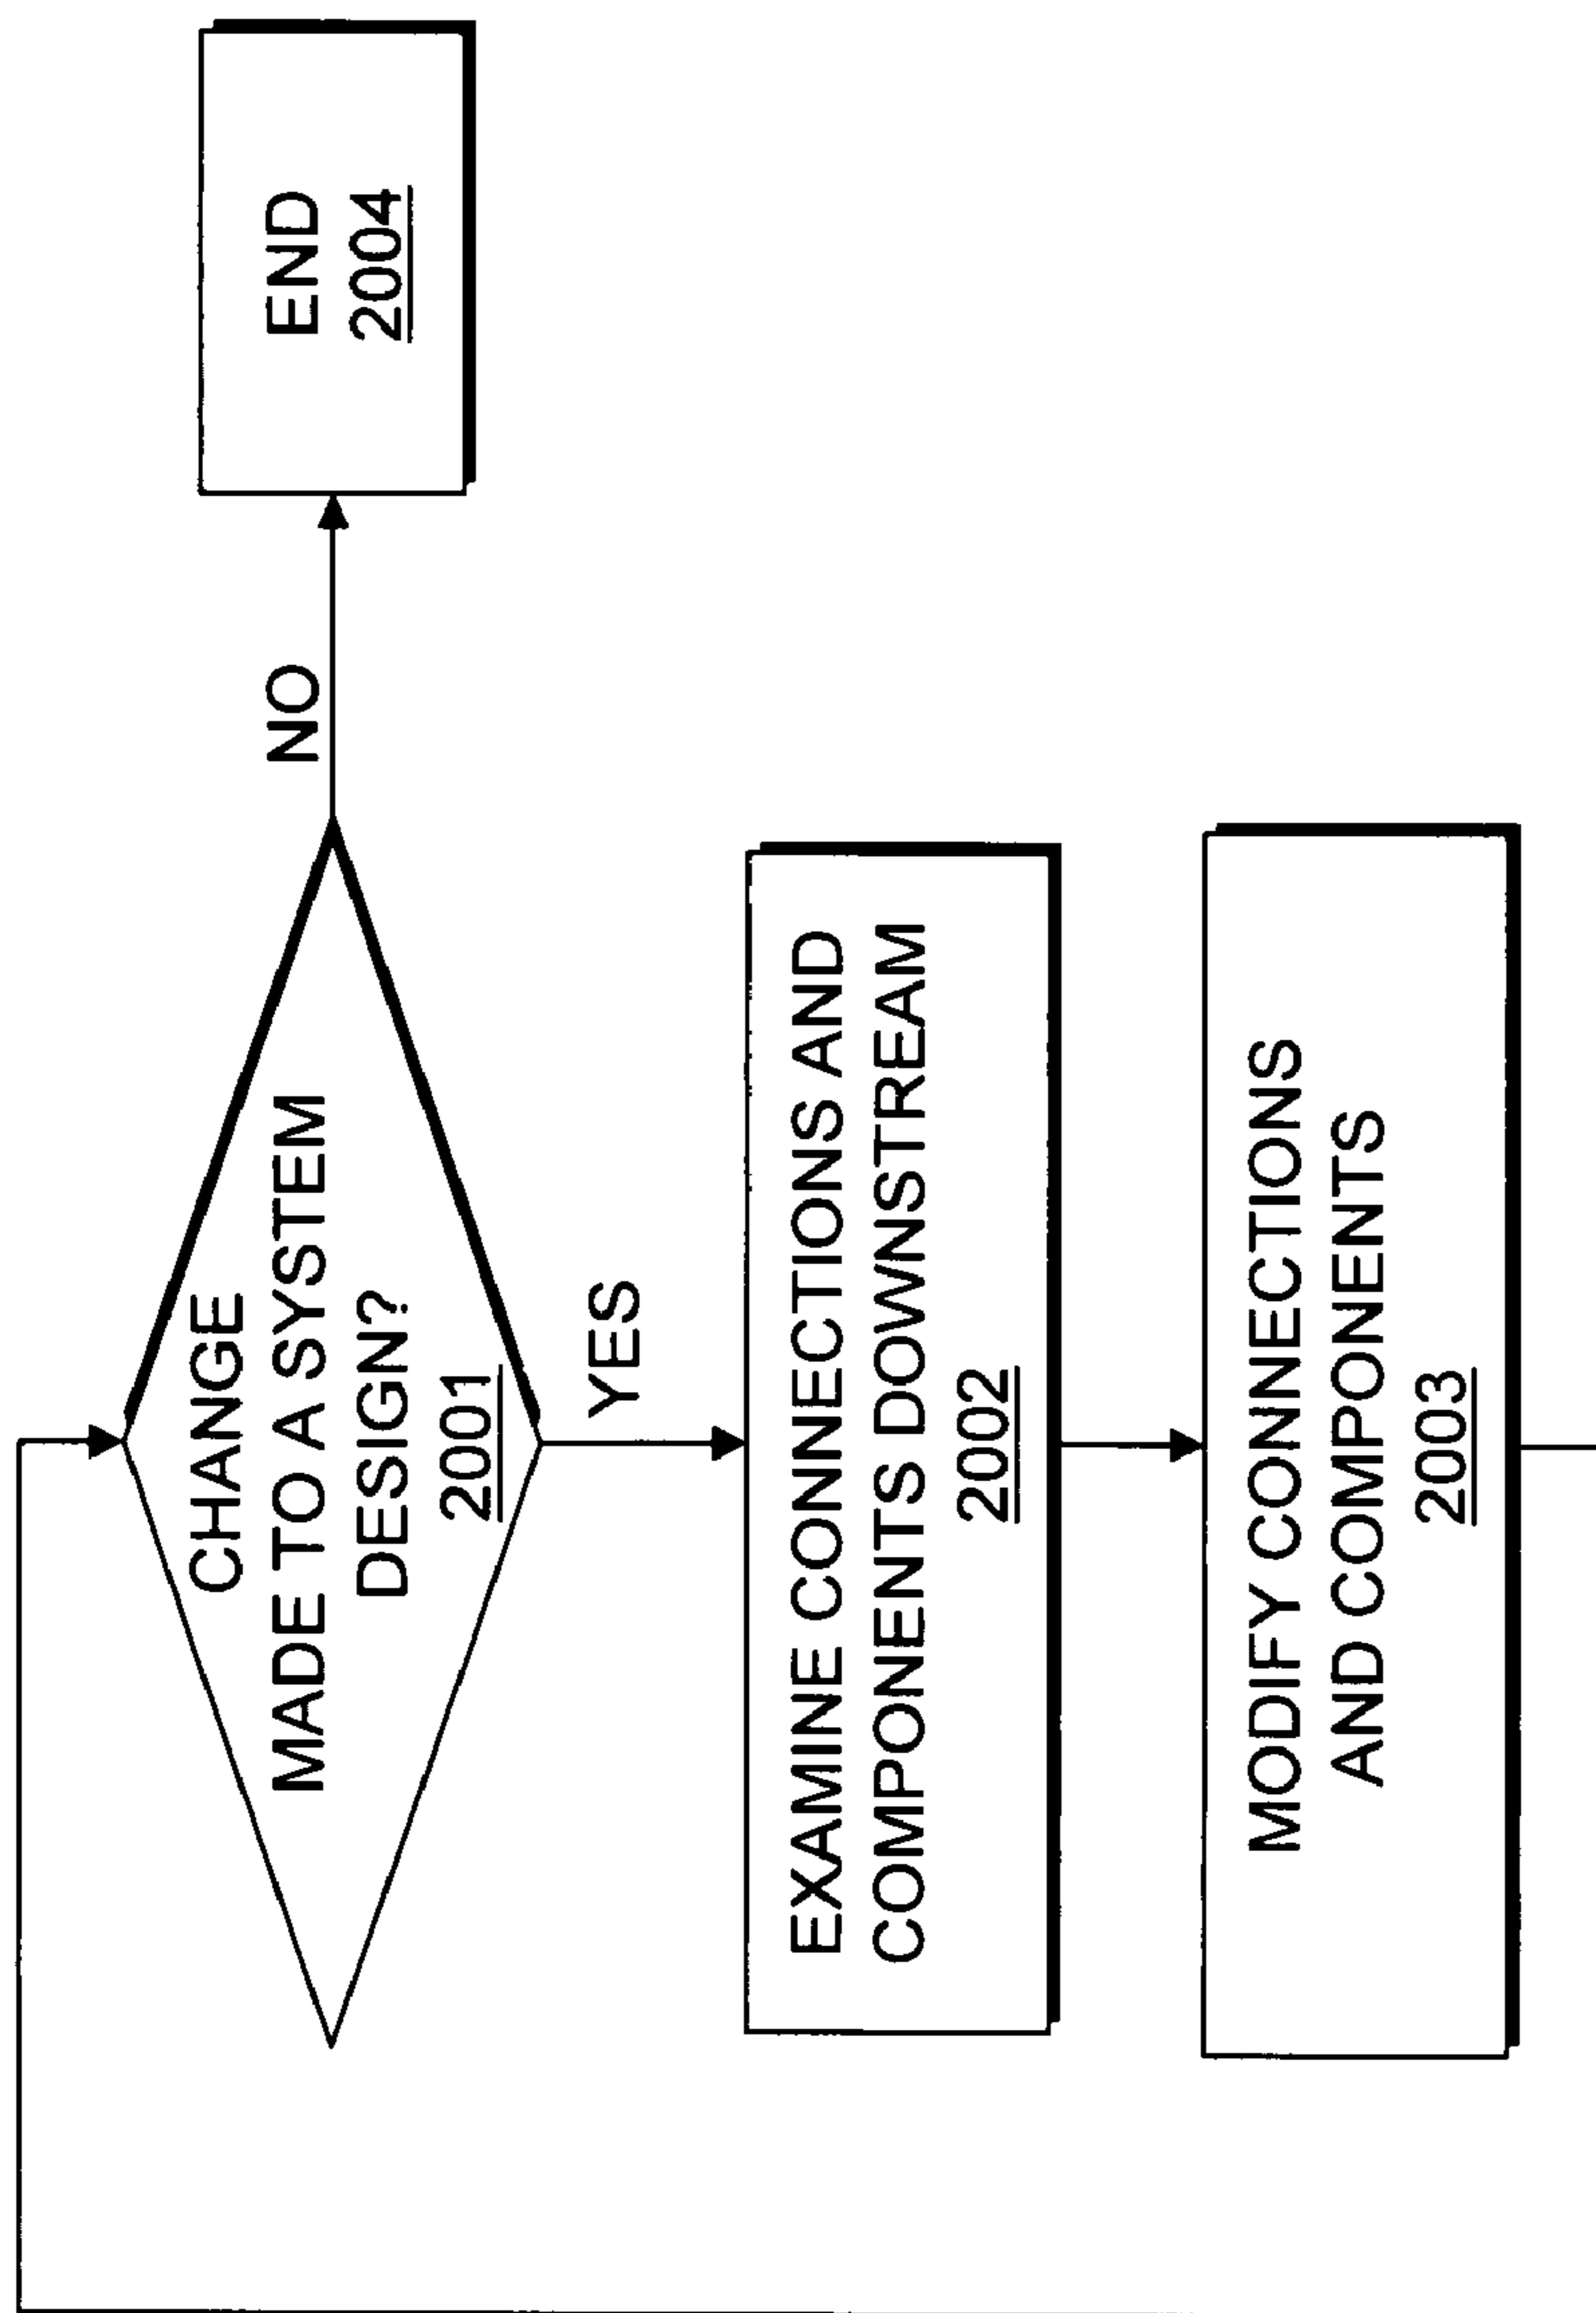 CHANGE
MADE TO A SYSTEM
DESIGN?
2001
NO
END
2004
YES
EXAMINE CONNECTIONS AND
COMPONENTS DOWNSTREAM
2002
MODIFY CONNECTIONS
AND COMPONENTS
2003